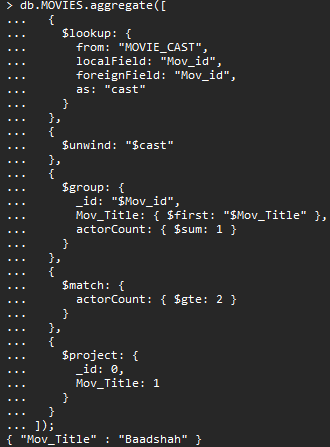 > db.MOVIES.aggregate([
...   {
...     $lookup: {
...       from: "MOVIE_CAST",
...       localField: "Mov_id",
...       foreignField: "Mov_id",
...       as: "cast"
...     }
...   },
...   {
...     $unwind: "$cast"
...   },
...   {
...     $group: {
...       _id: "$Mov_id",
...       Mov_Title: { $first: "$Mov_Title" },
...       actorCount: { $sum: 1 }
...     }
...   },
...   {
...     $match: {
...       actorCount: { $gte: 2 }
...     }
...   },
...   {
...     $project: {
...       _id: 0,
...       Mov_Title: 1
...     }
...   }
... ]);
{ "Mov_Title" : "Baadshah" }